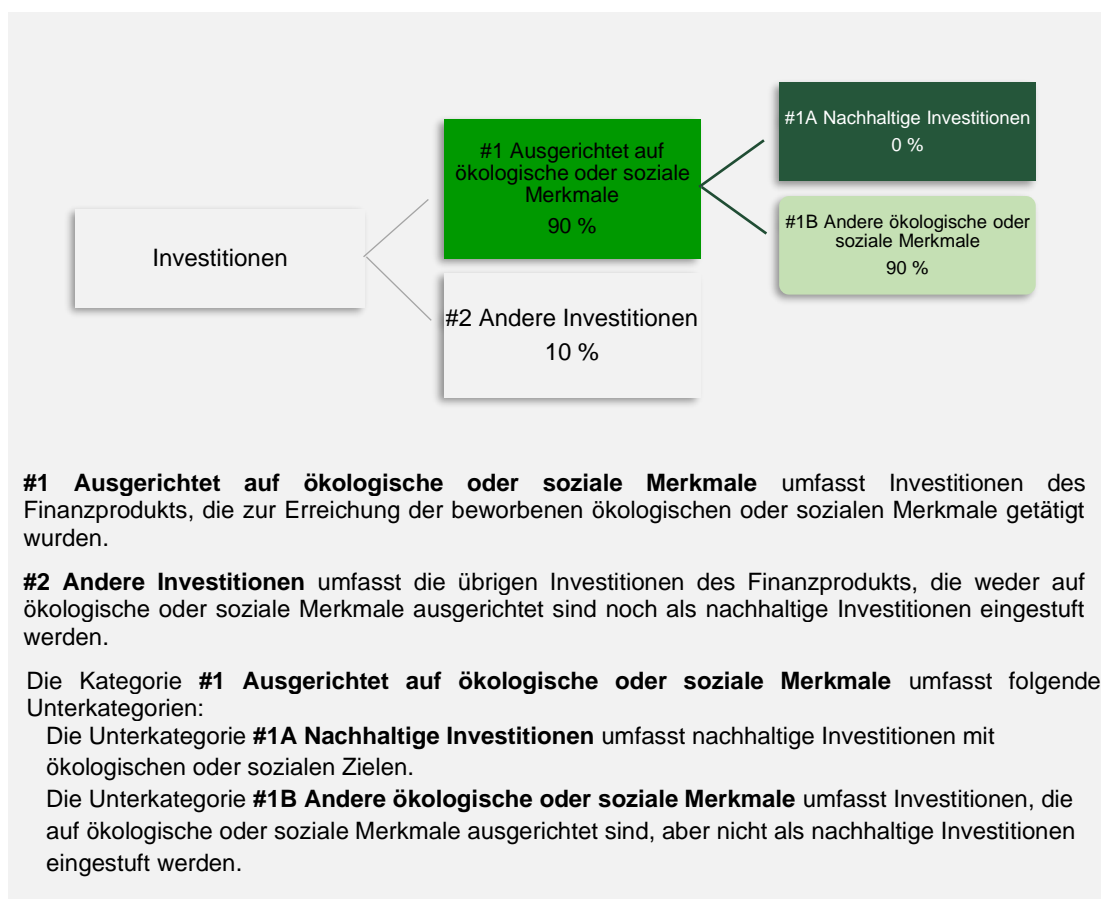 #1A Nachhaltige Investitionen
0 %
#1 Ausgerichtet auf
ökologische oder soziale
Merkmale
90 %
#1B Andere ökologische oder
soziale Merkmale
90 %
Investitionen
#2 Andere Investitionen
10 %
#1 Ausgerichtet auf ökologische oder soziale Merkmale umfasst Investitionen des
Finanzprodukts, die zur Erreichung der beworbenen ökologischen oder sozialen Merkmale getätigt
wurden.
#2 Andere Investitionen umfasst die übrigen Investitionen des Finanzprodukts, die weder auf
ökologische oder soziale Merkmale ausgerichtet sind noch als nachhaltige Investitionen eingestuft
werden.
Die Kategorie #1 Ausgerichtet auf ökologische oder soziale Merkmale umfasst folgende
Unterkategorien:
Die Unterkategorie #1A Nachhaltige Investitionen umfasst nachhaltige Investitionen mit
ökologischen oder sozialen Zielen.
Die Unterkategorie #1B Andere ökologische oder soziale Merkmale umfasst Investitionen, die
auf ökologische oder soziale Merkmale ausgerichtet sind, aber nicht als nachhaltige Investitionen
eingestuft werden.